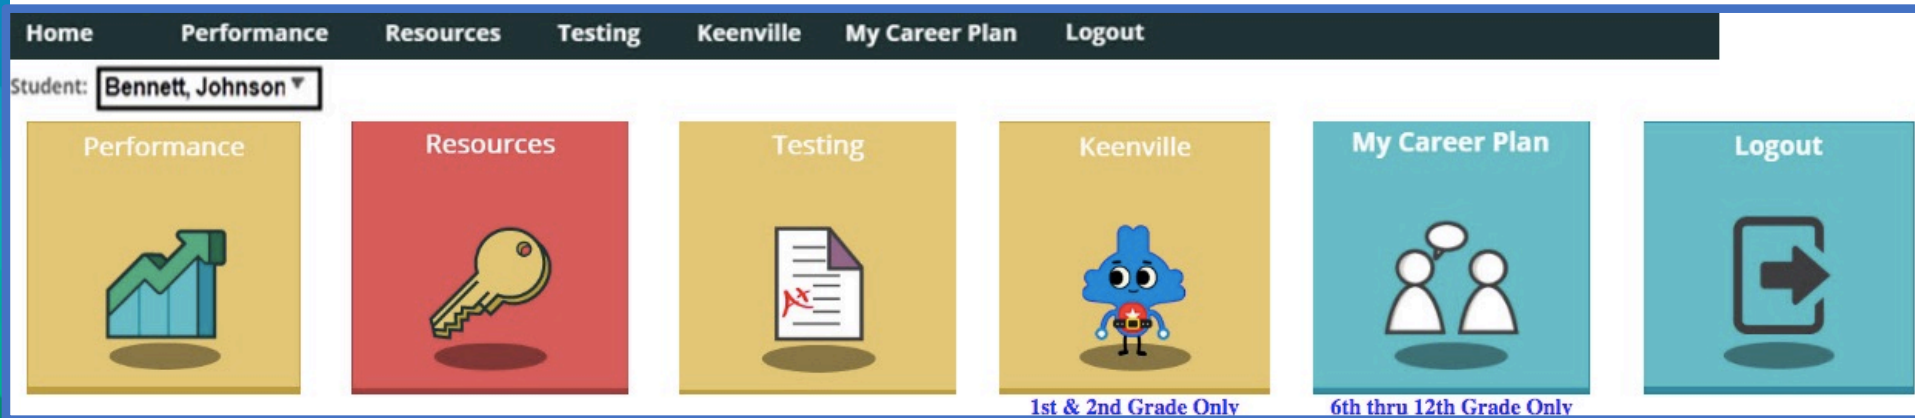 Home Performance Resources Testing Keenville My Career Plan Logout
Student: Bennett, Johnson
Performance Resources Testing Keenville My Career Plan Logout
A+
1st & 2nd Grade Only 6th thru 12th Grade Only